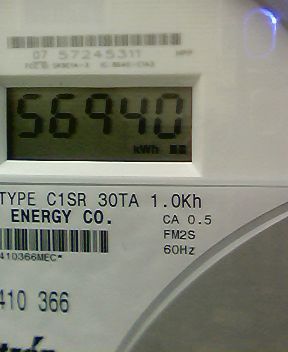 07 57245311
56940
kWh
TYPE C1SR 30TA 1.0Kh
ENERGY CO.
CA 0.5
FM2S
60Hz
410366MEC*
410 366